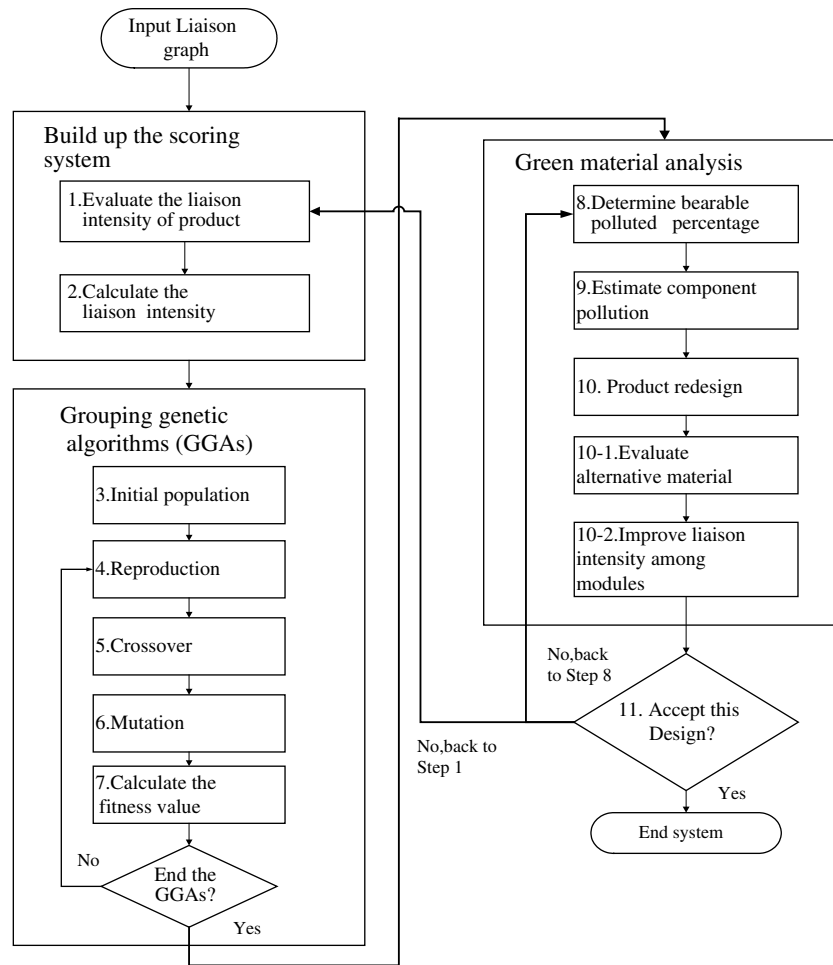 Input Liaison
graph
Build up the scoring
system
1.Evaluate the liaison
intensity of product
2.Calculate the
liaison intensity
Grouping genetic
algorithms (GGAs)
3.Initial population
4.Reproduction
5.Crossover
6.Mutation
7.Calculate the
fitness value
End the
GGAs?
No
Yes
Green material analysis
8.Determine bearable
polluted percentage
9.Estimate component
pollution
10. Product redesign
10-1.Evaluate
alternative material
10-2.Improve liaison
intensity among
modules
No,back
to Step 8
11. Accept this
Design?
No,back to
Step 1
Yes
End system